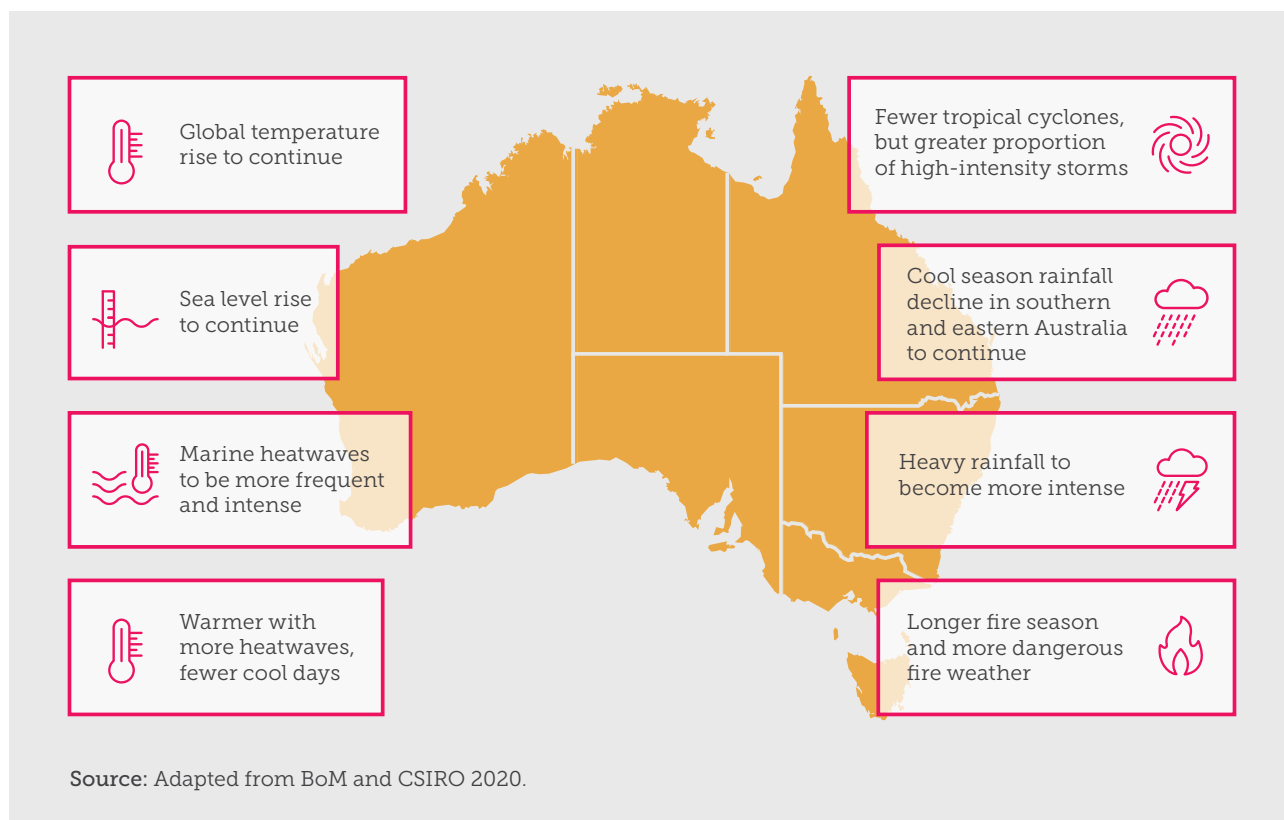 Global temperature
rise to continue
Sea level rise
to continue
Marine heatwaves
to be more frequent
and intense
Warmer with
more heatwaves,
fewer cool days
Fewer tropical cyclones,
but greater proportion
of high-intensity storms
Cool season rainfall
decline in southern
and eastern Australia
to continue
Heavy rainfall to
become more intense
Longer fire season
and more dangerous
fire weather
Source: Adapted from BoM and CSIRO 2020.